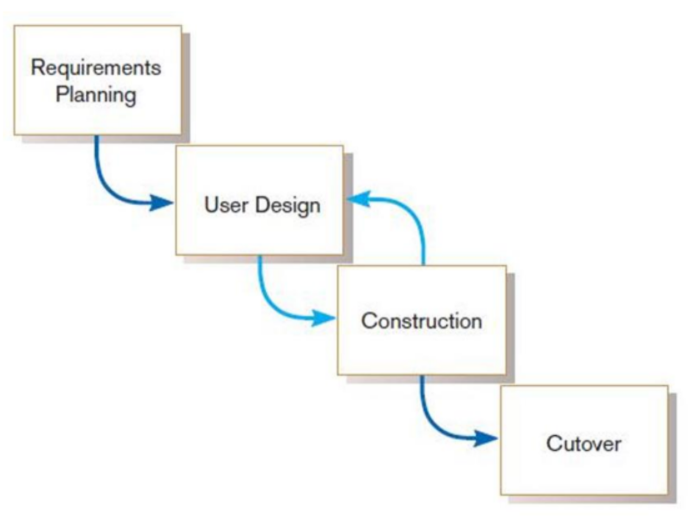 Requirements
Planning
User Design
Construction
Cutover